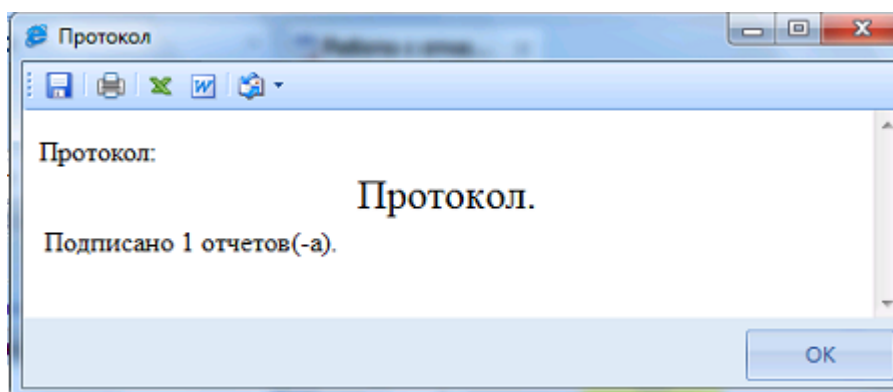 Протокол
Протокол:
Протокол.
Подписано 1 отчетов(-а).
OK